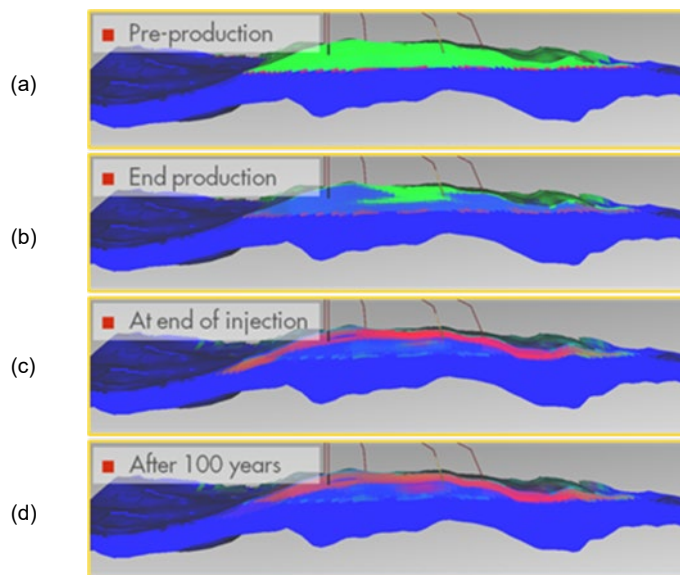 Pre-production
(a)
End production
(b)
At end of injection
(c)
After 100 years
(d)